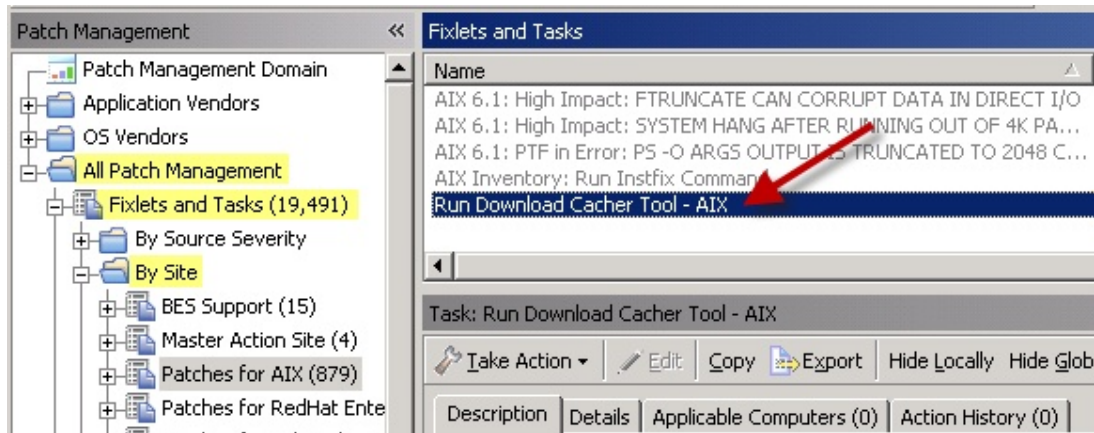 Patch Management
Patch Management Domain
Application Vendors
OS Vendors
All Patch Management
Fixlets and Tasks (19,491)
By Source Severity
By Site
BES Support (15)
Master Action Site (4)
Patches for AIX (879)
Patches for RedHat Ente
Fixlets and Tasks
Name
AIX 6.1: High Impact: FTRUNCATE CAN CORRUPT DATA IN DIRECT I/O
AIX 6.1: High Impact: SYSTEM HANG AFTER RUNNING OUT OF 4K PA...
AIX 6.1: PTF in Error: PS -O ARGS OUTPUT IS TRUNCATED TO 2048 C...
AIX Inventory: Run Instfix Command
Run Download Cacher Tool - AIX
Task: Run Download Cacher Tool - AIX
Take Action Edit Copy Export Hide Locally Hide Glob
Description Details Applicable Computers (0) Action History (0)